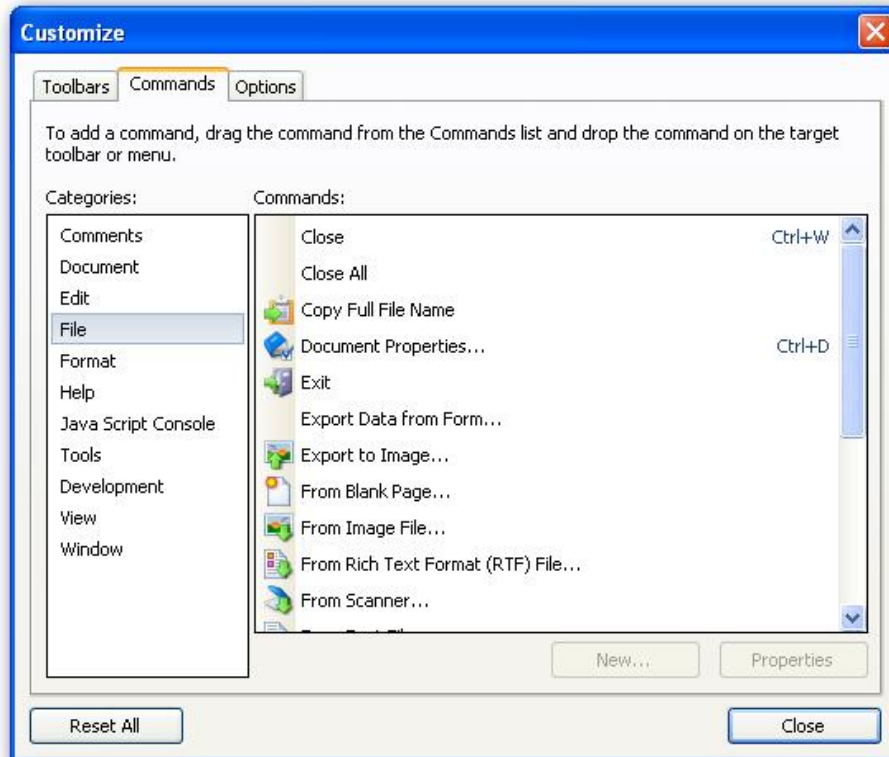 Customize
Toolbars Commands Options
To add a command, drag the command from the Commands list and drop the command on the target
toolbar or menu.
Categories: Commands:
Comments
Document
Edit
File
Format
Help
Java Script Console
Tools
Development
View
Window
Close Ctrl+W
Close All
Copy Full File Name
Document Properties... Ctrl+D
Exit
Export Data from Form...
Export to Image...
From Blank Page...
From Image File...
From Rich Text Format (RTF) File...
From Scanner...
New... Properties
Reset All Close